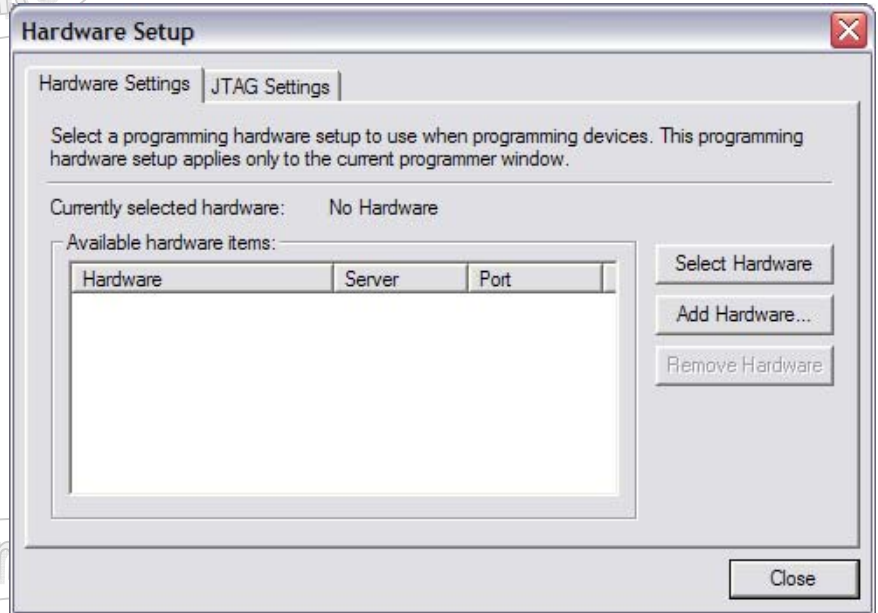 Hardware Setup
Hardware Settings
JTAG Settings
Select a programming hardware setup to use when programming devices. This programming
hardware setup applies only to the current programmer window.
Currently selected hardware: No Hardware
Available hardware items:
Hardware Server Port
Select Hardware
Add Hardware...
Remove Hardware
Close